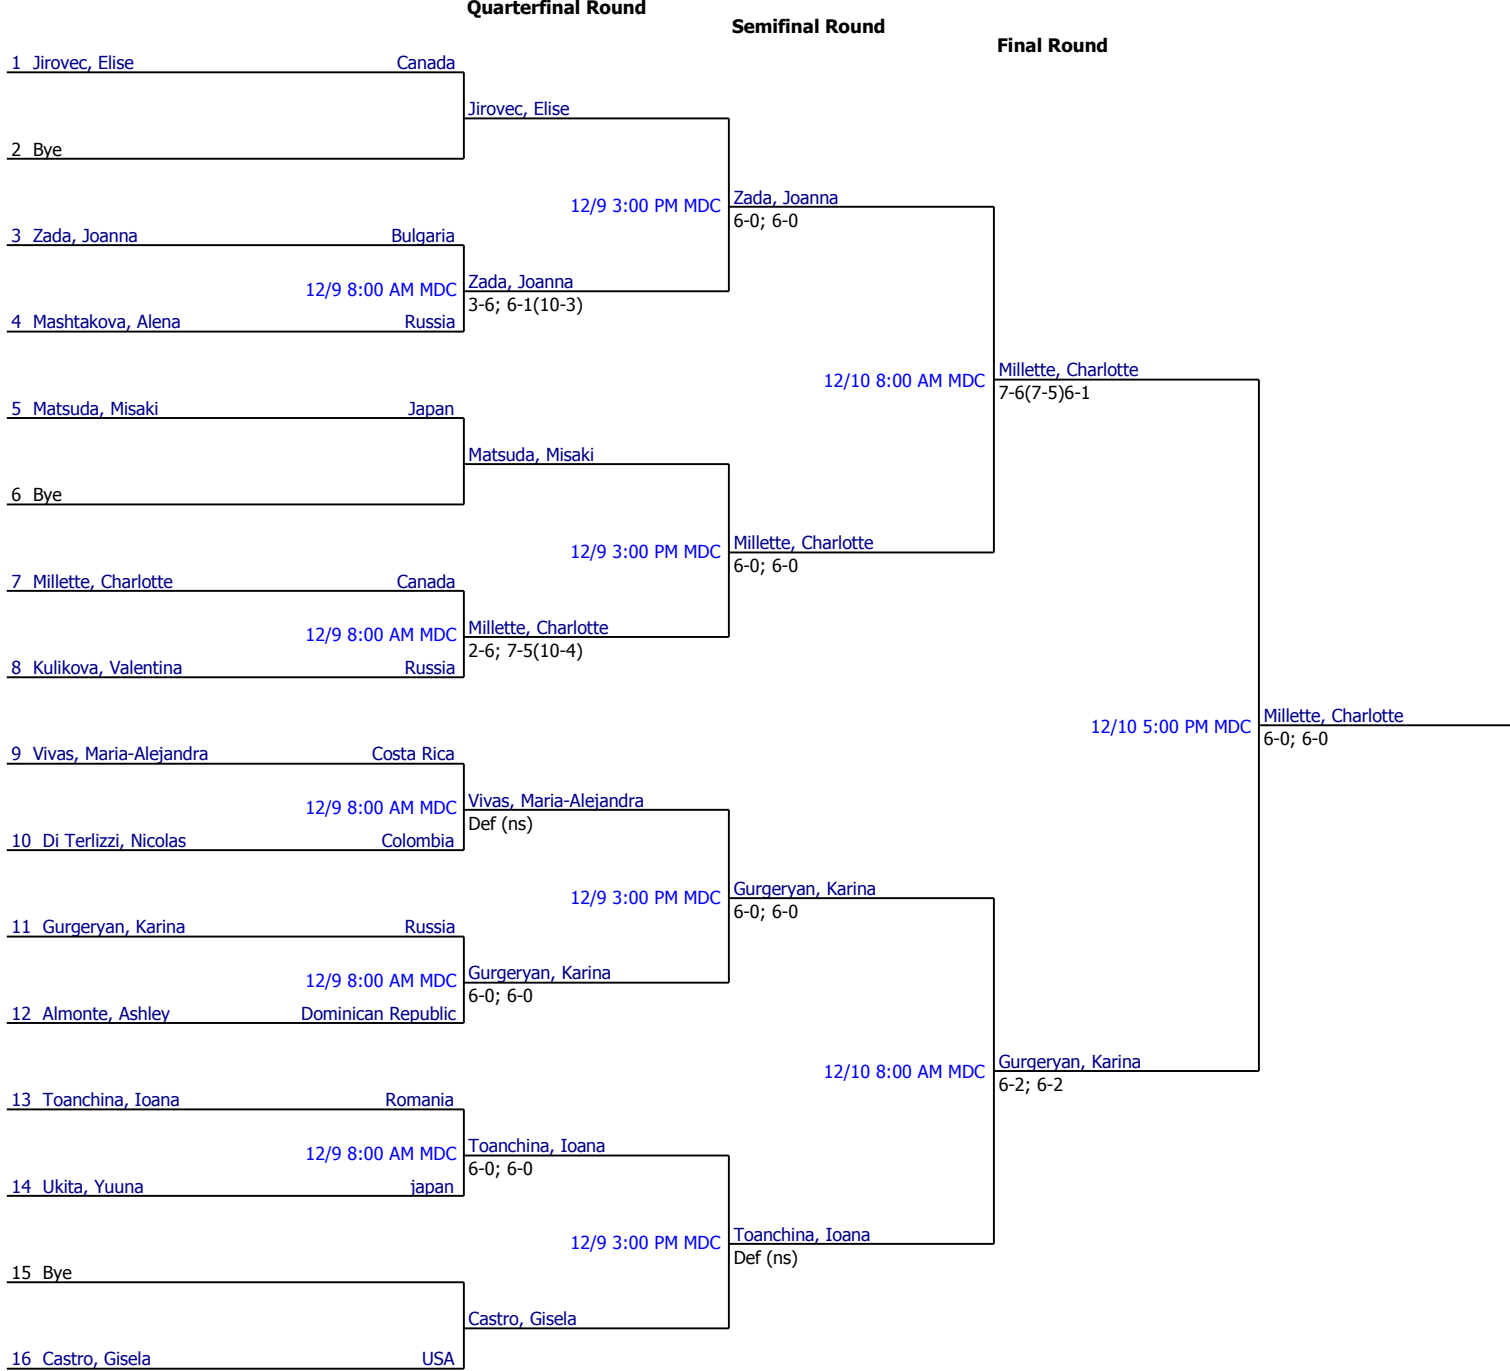 Quarterfinal Round
Semifinal Round
Final Round
1 Jirovec, Elise Canada
Jirovec, Elise
2 Bye
12/9 3:00 PM MDC Zada, Joanna
6-0; 6-0
3 Zada, Joanna Bulgaria
12/9 8:00 AM MDC Zada, Joanna
3-6; 6-1(10-3)
4 Mashtakova, Alena Russia
12/10 8:00 AM MDC Millette, Charlotte
7-6(7-5)6-1
5 Matsuda, Misaki Japan
Matsuda, Misaki
6 Bye
12/9 3:00 PM MDC Millette, Charlotte
6-0; 6-0
7 Millette, Charlotte Canada
12/9 8:00 AM MDC Millette, Charlotte
2-6; 7-5(10-4)
8 Kulikova, Valentina Russia
12/10 5:00 PM MDC Millette, Charlotte
6-0; 6-0
9 Vivas, Maria-Alejandra Costa Rica
12/9 8:00 AM MDC Vivas, Maria-Alejandra
Def (ns)
10 Di Terlizzi, Nicolas Colombia
12/9 3:00 PM MDC Gurgeryan, Karina
6-0; 6-0
11 Gurgeryan, Karina Russia
12/9 8:00 AM MDC Gurgeryan, Karina
6-0; 6-0
12 Almonte, Ashley Dominican Republic
12/10 8:00 AM MDC Gurgeryan, Karina
6-2; 6-2
13 Toanchina, Ioana Romania
12/9 8:00 AM MDC Toanchina, Ioana
6-0; 6-0
14 Ukita, Yuuna japan
12/9 3:00 PM MDC Toanchina, Ioana
Def (ns)
15 Bye
Castro, Gisela
16 Castro, Gisela USA